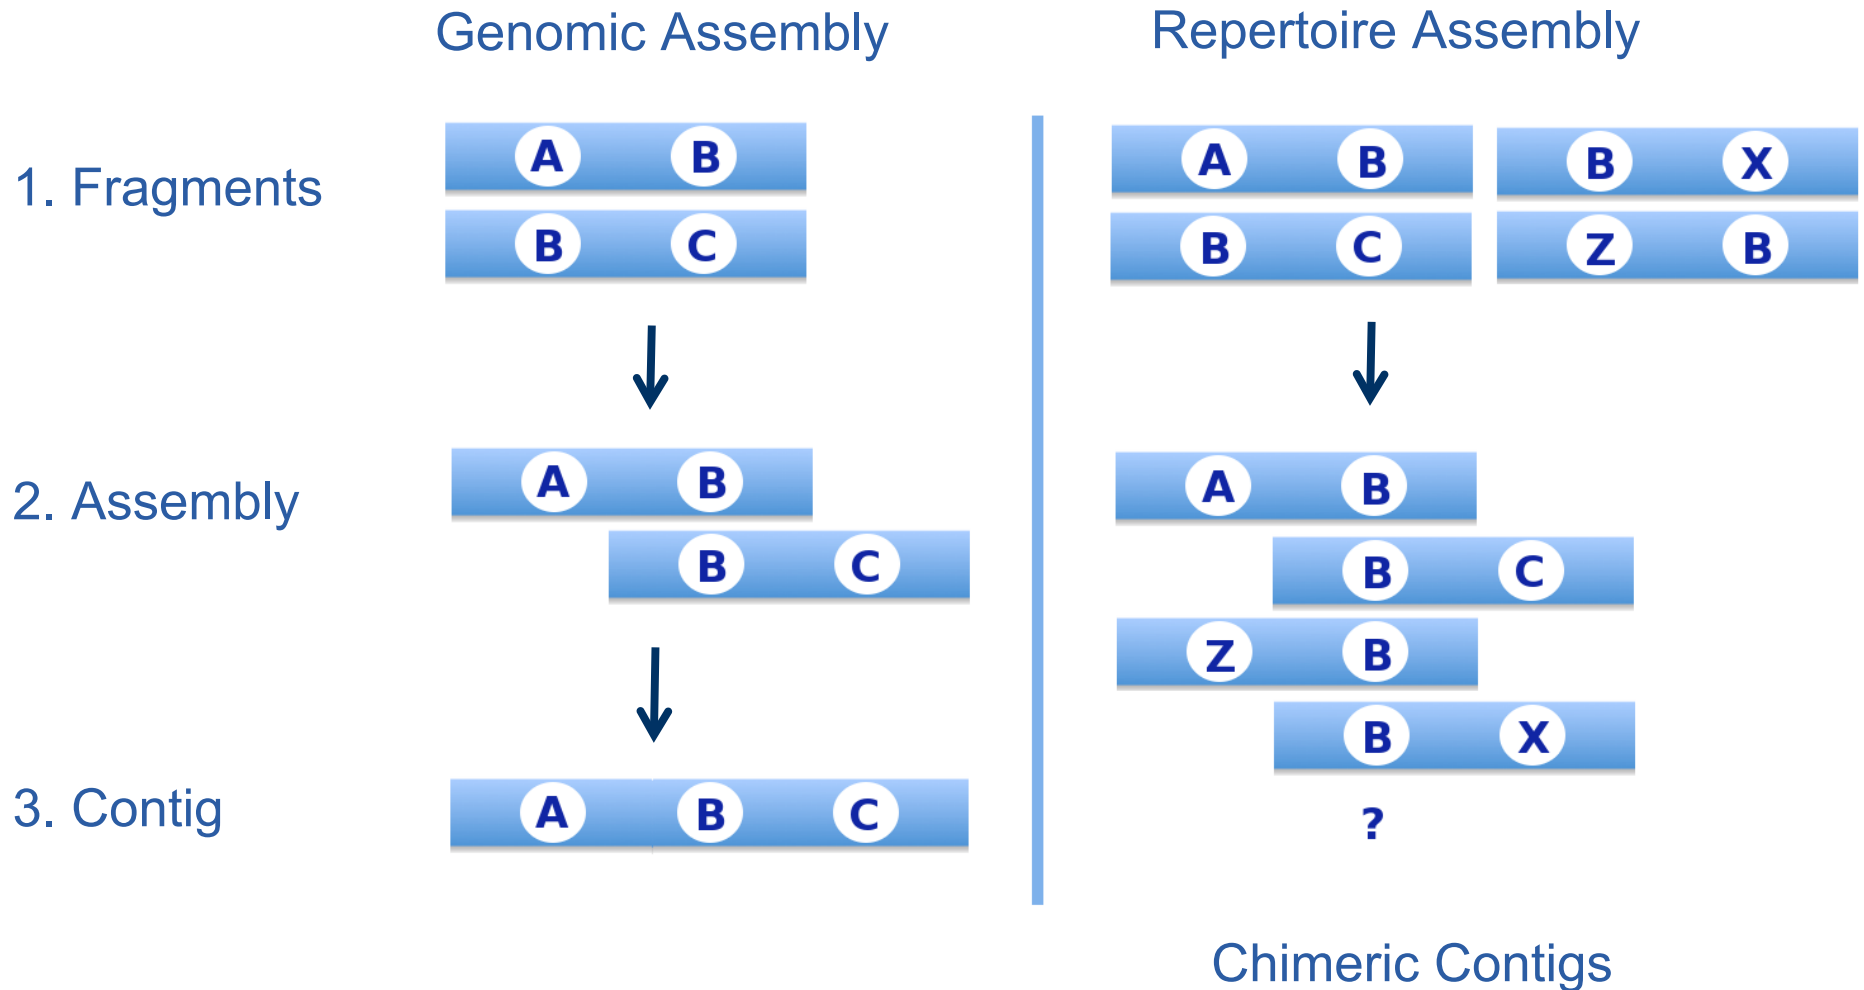 Genomic Assembly
Repertoire Assembly
1. Fragments
A B
B C
A B
B X
B C
Z B
2. Assembly
A B
B C
A B
B C
Z B
B X
3. Contig
A B C
?
Chimeric Contigs